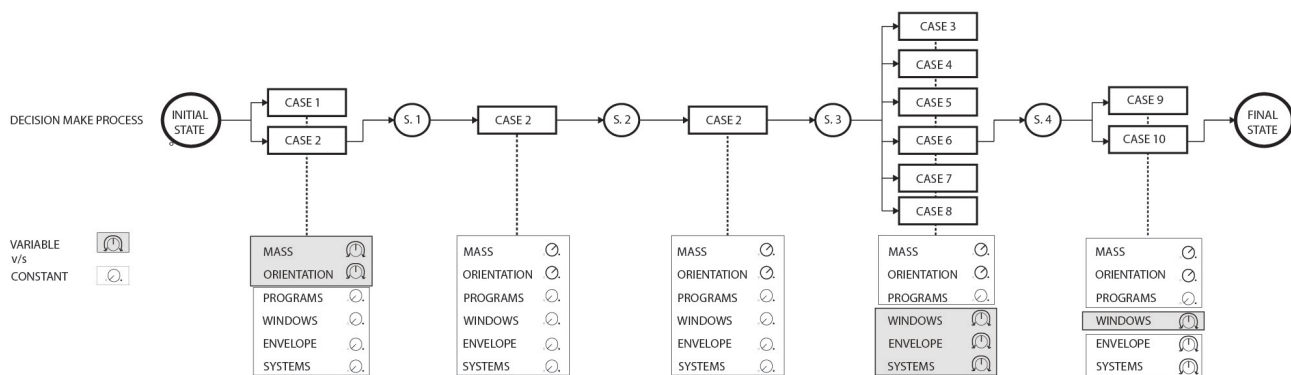 DECISION MAKE PROCESS
INITIAL
STATE
CASE 1
CASE 2
S. 1
CASE 2
S. 2
CASE 2
S. 3
CASE 3
CASE 4
CASE 5
CASE 6
CASE 7
CASE 8
S. 4
CASE 9
CASE 10
FINAL
STATE
VARIABLE
v/s
CONSTANT
MASS
ORIENTATION
PROGRAMS
WINDOWS
ENVELOPE
SYSTEMS
MASS
ORIENTATION
PROGRAMS
WINDOWS
ENVELOPE
SYSTEMS
MASS
ORIENTATION
PROGRAMS
WINDOWS
ENVELOPE
SYSTEMS
MASS
ORIENTATION
PROGRAMS
WINDOWS
ENVELOPE
SYSTEMS
MASS
ORIENTATION
PROGRAMS
WINDOWS
ENVELOPE
SYSTEMS